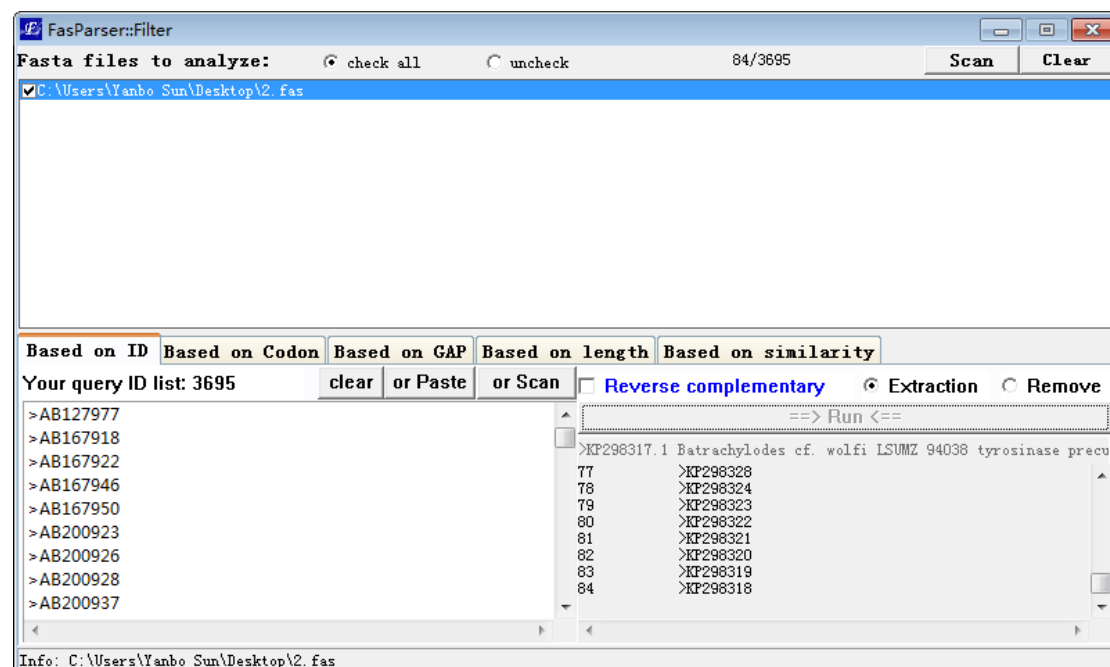 FasParser::Filter
Fasta files to analyze: check all uncheck 84/3695 Scan Clear
C:\Users\Yanbo Sun\Desktop\2.fas
Based on ID Based on Codon Based on GAP Based on length Based on similarity
Your query ID list: 3695 clear or Paste or Scan Reverse complementary Extraction Remove
>AB127977
>AB167918
>AB167922
>AB167946
>AB167950
>AB200923
>AB200926
>AB200928
>AB200937
==> Run <==
>KP298317.1 Batrachylodes cf. wolfi LSUMZ 94038 tyrosinase precu
77 >KP298328
78 >KP298324
79 >KP298323
80 >KP298322
81 >KP298321
82 >KP298320
83 >KP298319
84 >KP298318
Info: C:\Users\Yanbo Sun\Desktop\2.fas